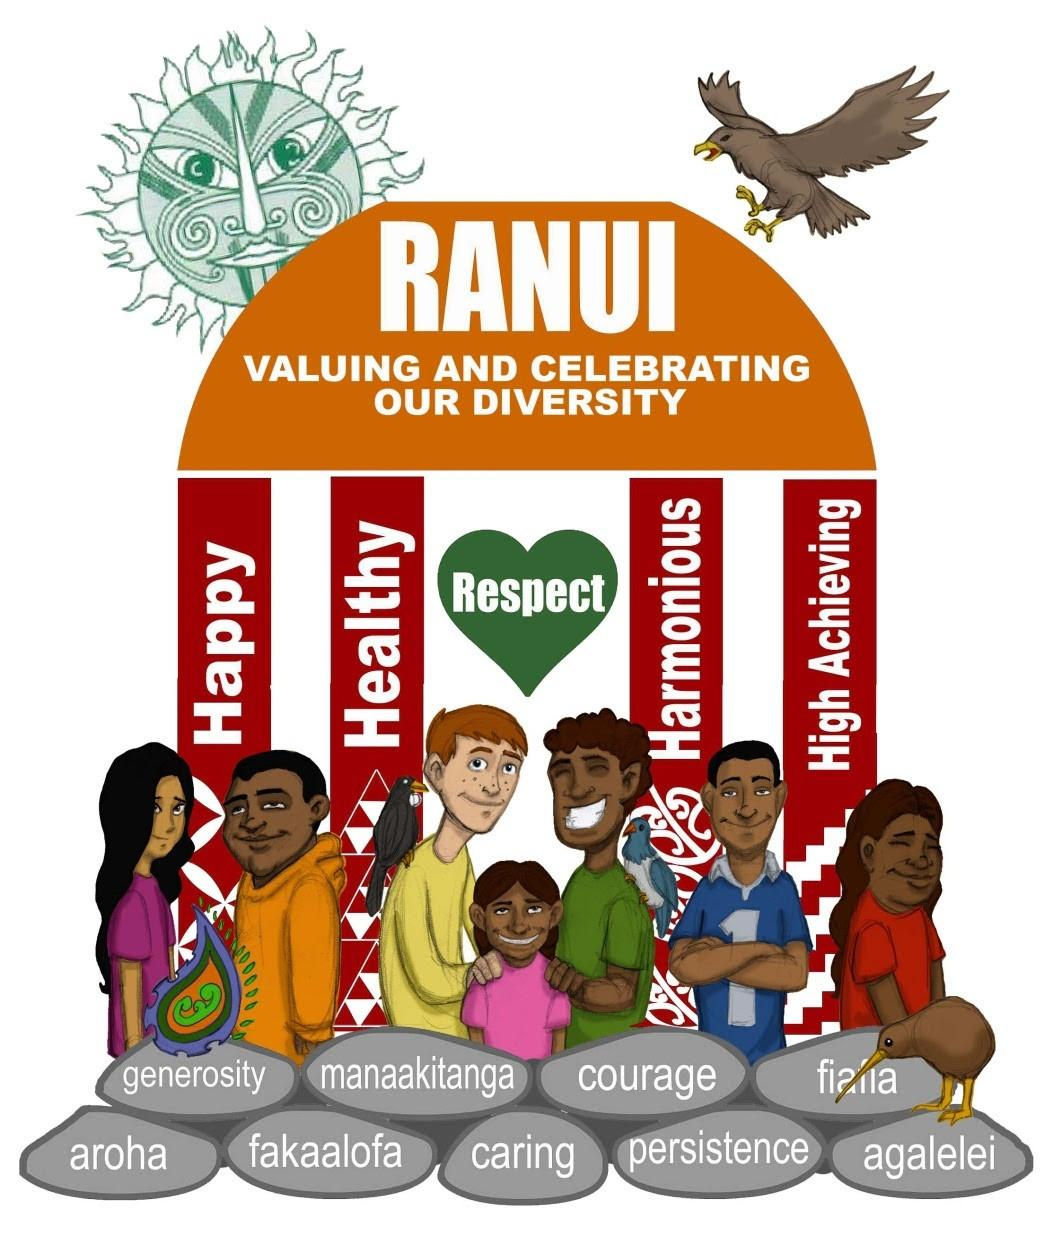 RANUI
VALUING AND CELEBRATING
OUR DIVERSITY
Happy
Healthy
Respect
Harmonious
High Achieving
1
generosity
manaakitanga
courage
fiafia
aroha
fakaalofa
caring
persistence
agalelei